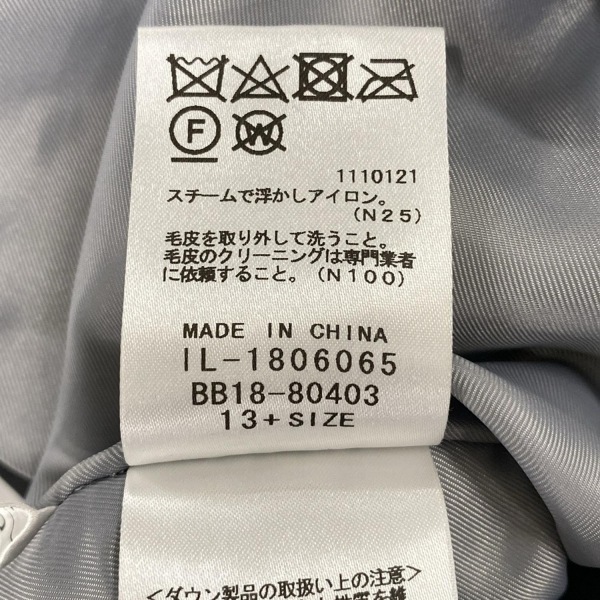 F
W
1110121
スチームで浮かしアイロン。
(N25)
毛皮を取り外して洗うこと。
毛皮のクリーニングは専門業者
に依頼すること。(N100)
MADE IN CHINA
IL-1806065
BB18-80403
13+ SIZE
<ダウン製品の取扱い上の注意>